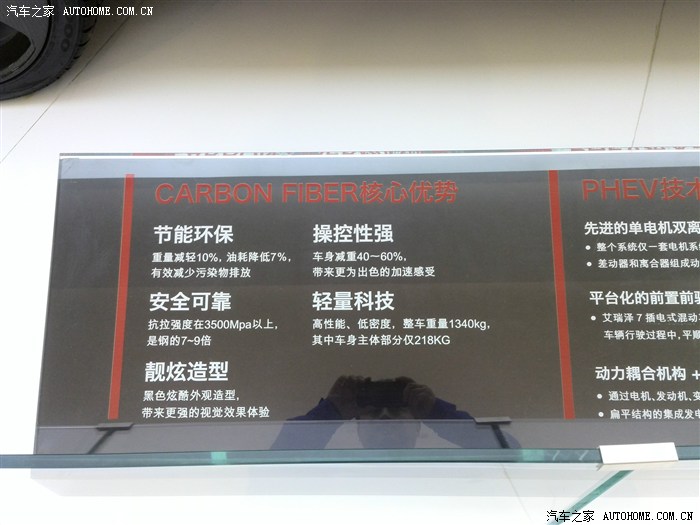 汽车之家 AUTOHOME.COM.CN
汽车之家 AUTOHOME.COM.CN
CARBON FIBER核心优势
节能环保
重量减轻10%，油耗降低7%，
有效减少污染物排放
操控性强
车身减重40～60%，
带来更为出色的加速感受
安全可靠
抗拉强度在3500Mpa以上，
是钢的7~9倍
轻量科技
高性能、低密度，整车重量1340kg，
其中车身主体部分仅218KG
靓炫造型
黑色炫酷外观造型，
带来更强的视觉效果体验
PHEV技术
先进的单电机双离
● 整个系统仅一套电机系统
● 差动器和离合器组成动
平台化的前置前驱
● 艾瑞泽 7 插电式混动
车辆行驶过程中，平顺
动力耦合机构 +
● 通过电机、发动机、变
● 扁平结构的集成发电
汽车之家 AUTOHOME.COM.CN